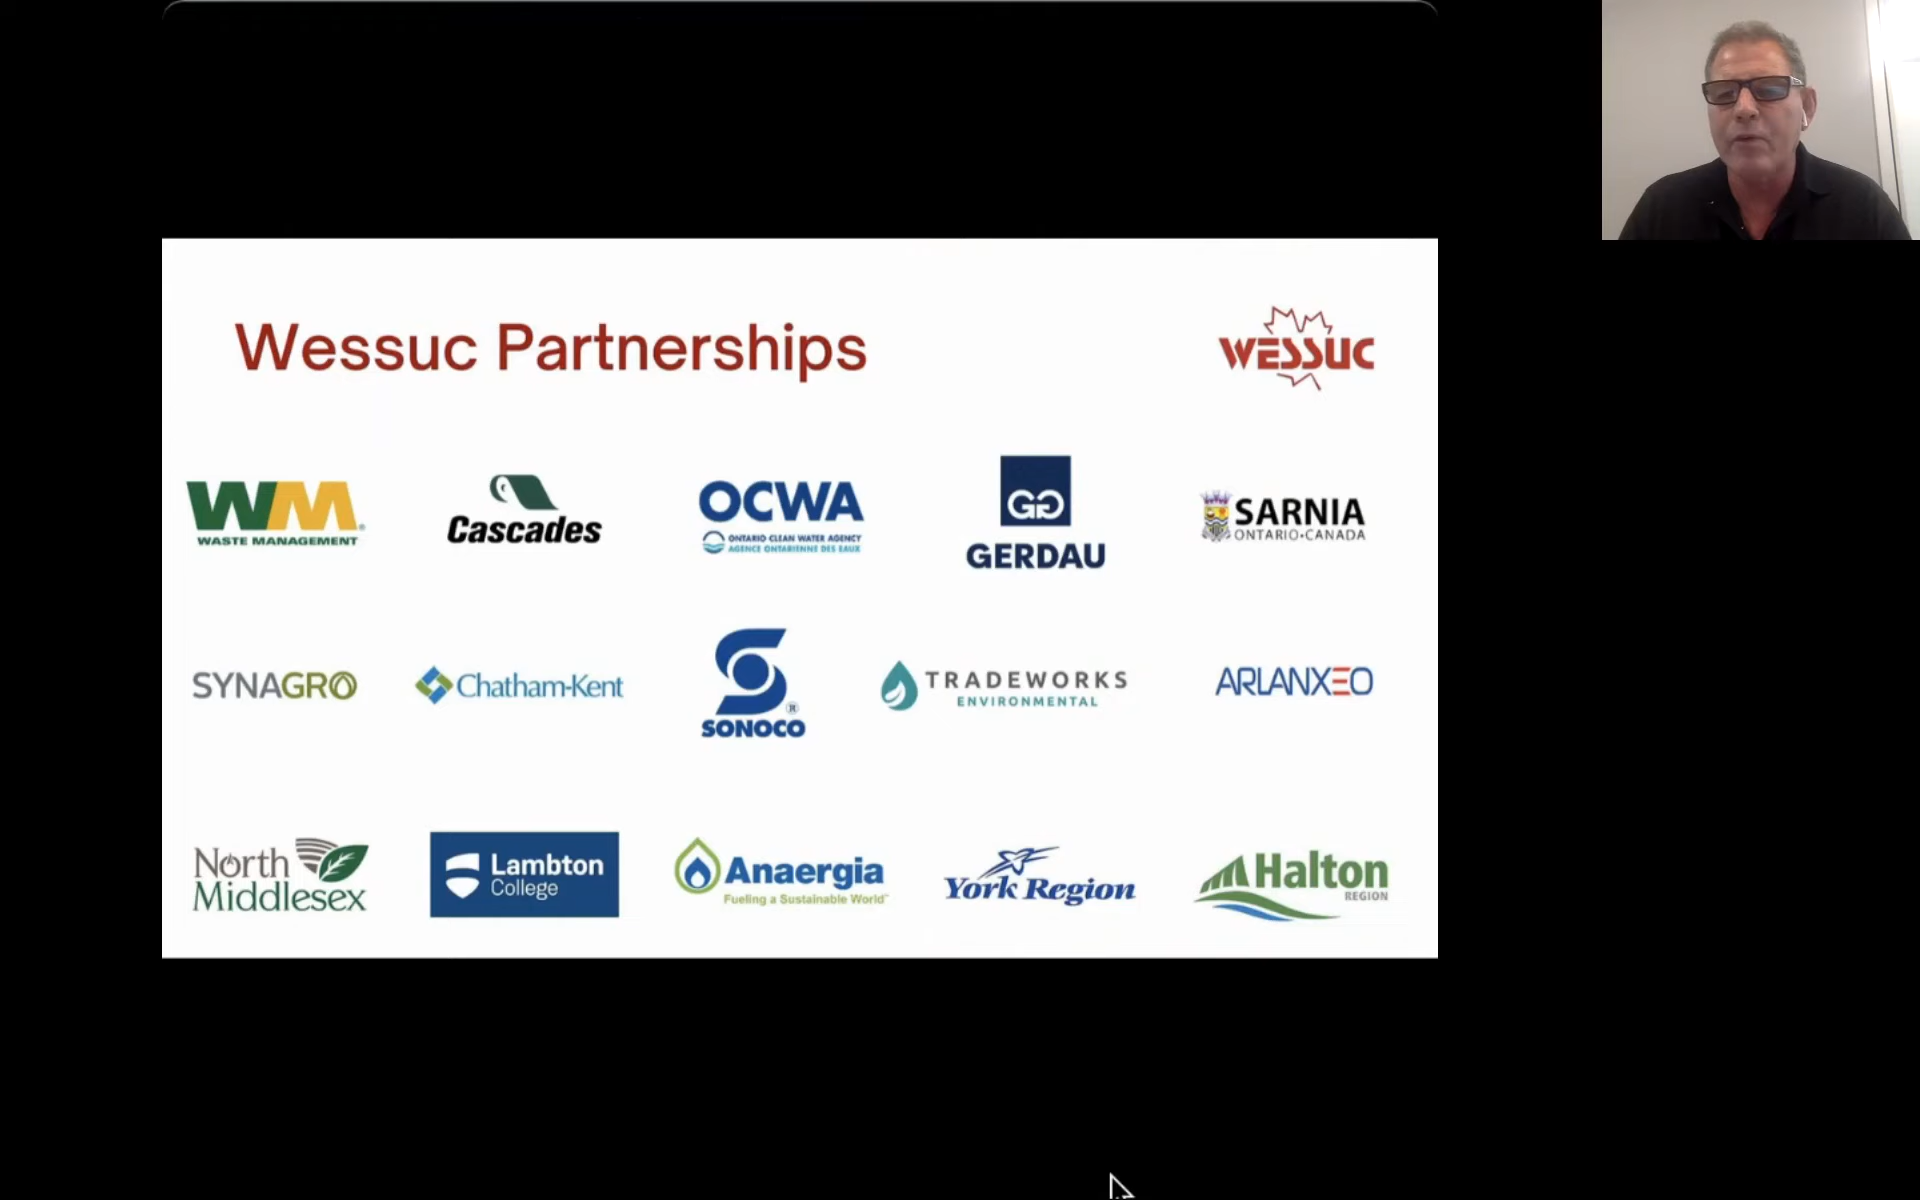 Wessuc Partnerships
WESSUC
WM
WASTE MANAGEMENT
Cascades
OCWA
ONTARIO CLEAN WATER AGENCY
AGENCE ONTARIENNE DES EAUX
GERDAU
SARNIA
ONTARIO•CANADA
SYNAGRO
Chatham-Kent
SONOCO
TRADEWORKS
ENVIRONMENTAL
ARLANXEO
North
Middlesex
Lambton
College
Anaergia
Fueling a Sustainable World™
York Region
Halton
REGION